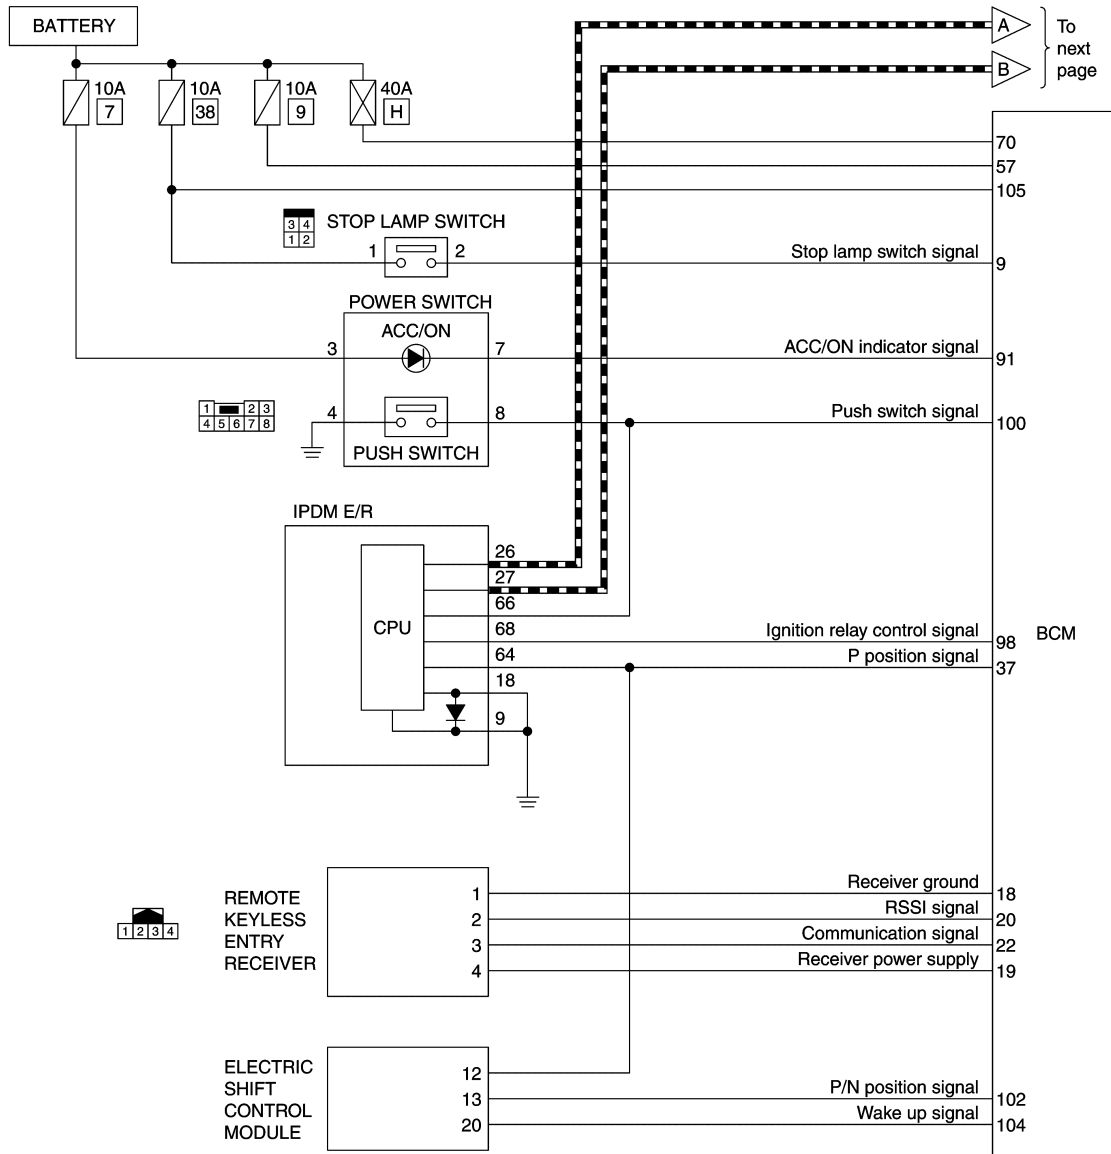 BATTERY
A
To
next
page
B
10A
7
10A
38
10A
9
40A
H
70
57
105
STOP LAMP SWITCH
3 4
1 2
1
2
Stop lamp switch signal
9
POWER SWITCH
ACC/ON
3
7
ACC/ON indicator signal
91
1 2 3
4 5 6 7 8
4
8
Push switch signal
100
PUSH SWITCH
IPDM E/R
CPU
26
27
66
68
Ignition relay control signal
98
BCM
64
P position signal
37
18
9
REMOTE
KEYLESS
ENTRY
RECEIVER
1 2 3 4
1
Receiver ground
18
2
RSSI signal
20
3
Communication signal
22
4
Receiver power supply
19
ELECTRIC
SHIFT
CONTROL
MODULE
12
13
P/N position signal
102
20
Wake up signal
104